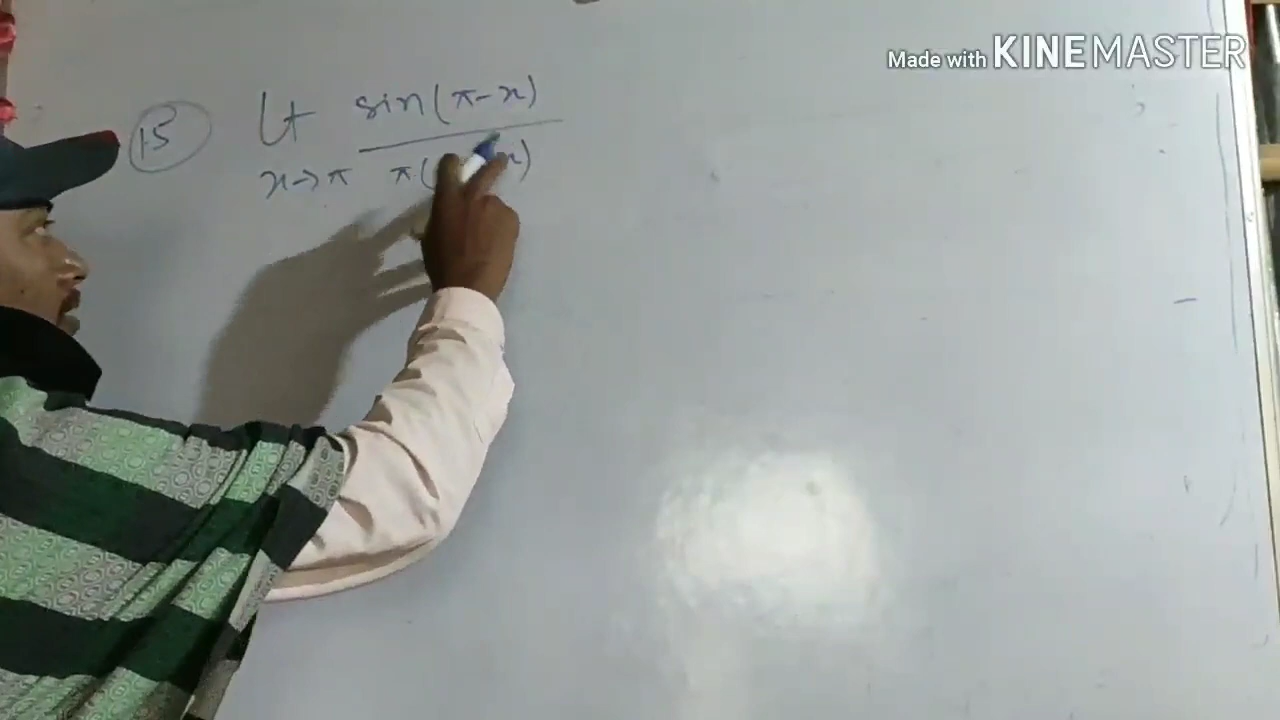 Made with KINEMASTER
15 Lt sin(π-x)
x→π π( x)